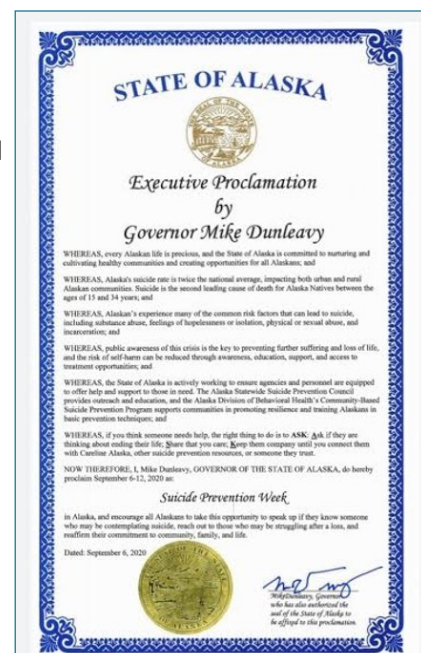 STATE OF ALASKA
THE SEAL OF THE STATE OF ALASKA
Executive Proclamation
by
Governor Mike Dunleavy
WHEREAS, every Alaskan life is precious, and the State of Alaska is committed to nurturing and
cultivating healthy communities and creating opportunities for all Alaskans; and
WHEREAS, Alaska's suicide rate is twice the national average, impacting both urban and rural
Alaskan communities. Suicide is the second leading cause of death for Alaska Natives between the
ages of 15 and 34 years; and
WHEREAS, Alaskan's experience many of the common risk factors that can lead to suicide,
including substance abuse, feelings of hopelessness or isolation, physical or sexual abuse, and
incarceration; and
WHEREAS, public awareness of this crisis is the key to preventing further suffering and loss of life,
and the risk of self-harm can be reduced through awareness, education, support, and access to
treatment opportunities; and
WHEREAS, the State of Alaska is actively working to ensure agencies and personnel are equipped
to offer help and support to those in need. The Alaska Statewide Suicide Prevention Council
provides outreach and education, and the Alaska Division of Behavioral Health's Community-Based
Suicide Prevention Program supports communities in promoting resilience and training Alaskans in
basic prevention techniques; and
WHEREAS, if you think someone needs help, the right thing to do is to ASK: Ask if they are
thinking about ending their life; Share that you care; Keep them company until you connect them
with Careline Alaska, other suicide prevention resources, or someone they trust.
NOW THEREFORE, I, Mike Dunleavy, GOVERNOR OF THE STATE OF ALASKA, do hereby
proclaim September 6-12, 2020 as:
Suicide Prevention Week
in Alaska, and encourage all Alaskans to take this opportunity to speak up if they know someone
who may be contemplating suicide, reach out to those who may be struggling after a loss, and
reaffirm their commitment to community, family, and life.
Dated: September 6, 2020
Mike Dunleavy, Governor
who has also authorized the
seal of the State of Alaska to
be affixed to this proclamation.